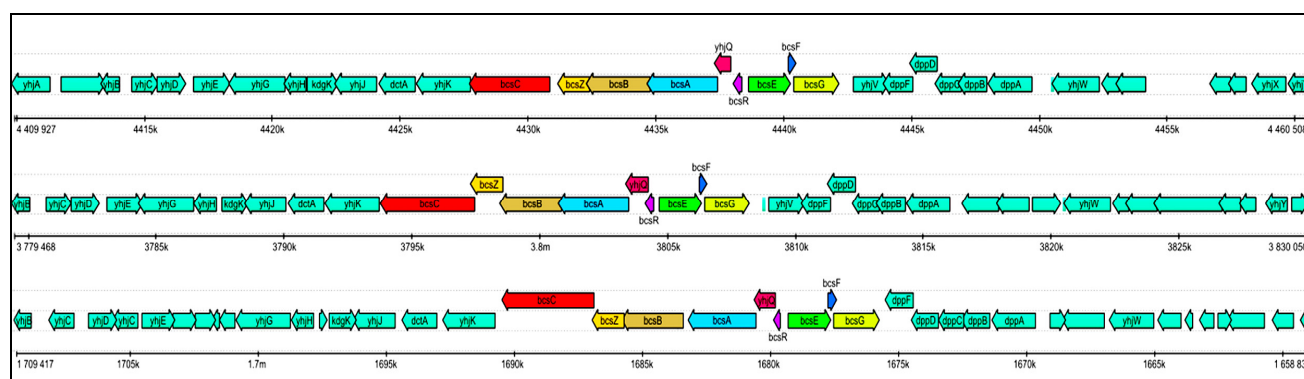 yhjQ bcsF dppD
yhjA yhjB yhjC yhjD yhjE yhjG yhjH kdgK yhjJ dctA yhjK bcsC bcsZ bcsB bcsA bcsE bcsG yhjV dppF dppC dppB dppA yhjW yhjX
bcsR
4 409 927 4415k 4420k 4425k 4430k 4435k 4440k 4445k 4450k 4455k
bcsF
bcsZ yhjQ dppD
yhjB yhjC yhjD yhjE yhjG yhjH kdgK yhjJ dctA yhjK bcsC bcsB bcsA bcsE bcsG yhjV dppF dppC dppB dppA yhjW yhjY
bcsR
3 779 468 3785k 3790k 3795k 3.8m 3805k 3810k 3815k 3820k 3825k
bcsF
bcsC yhjQ dppF
yhjB yhjC yhjD yhjC yhjE yhjG yhjH kdgK yhjJ dctA yhjK bcsZ bcsB bcsA bcsE bcsG dppD dppC dppB dppA yhjW
bcsR
1 709 417 1705k 1.7m 1695k 1690k 1685k 1680k 1675k 1670k 1665k